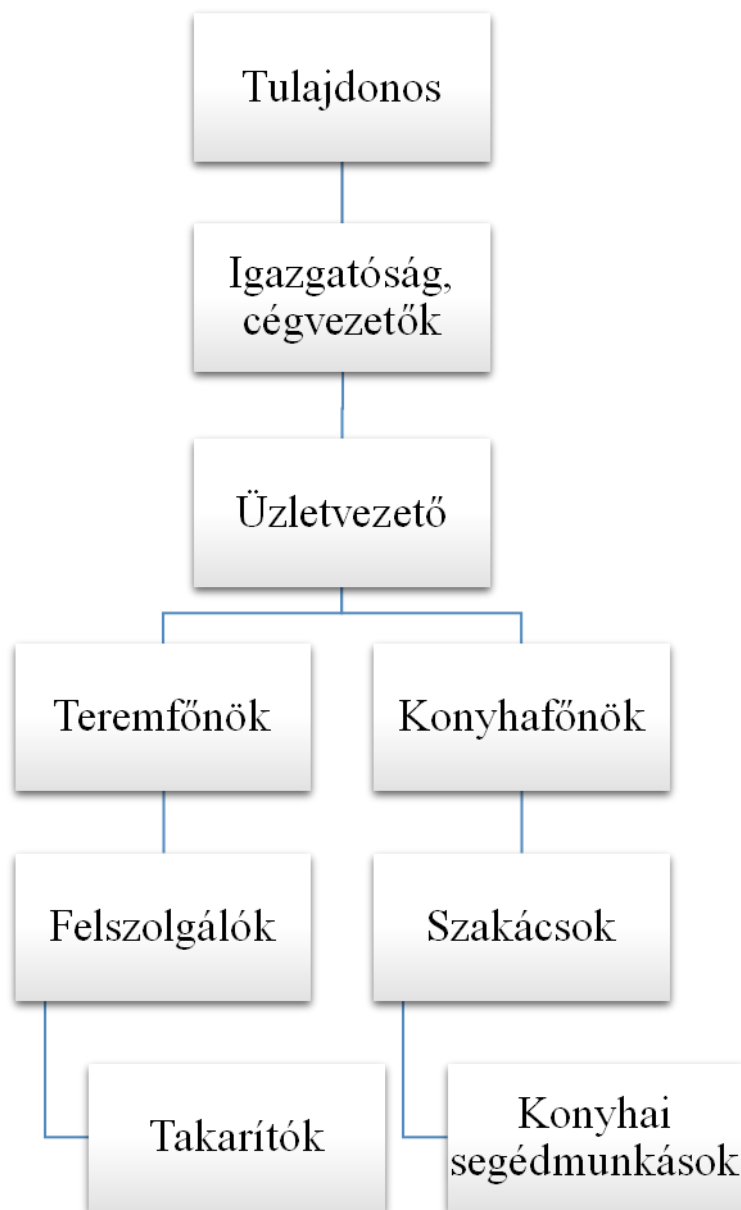 Tulajdonos
Igazgatóság,
cégvezetők
Üzletvezető
Teremfőnök
Konyhafőnök
Felszolgálók
Szakácsok
Takarítók
Konyhai
segédmunkások